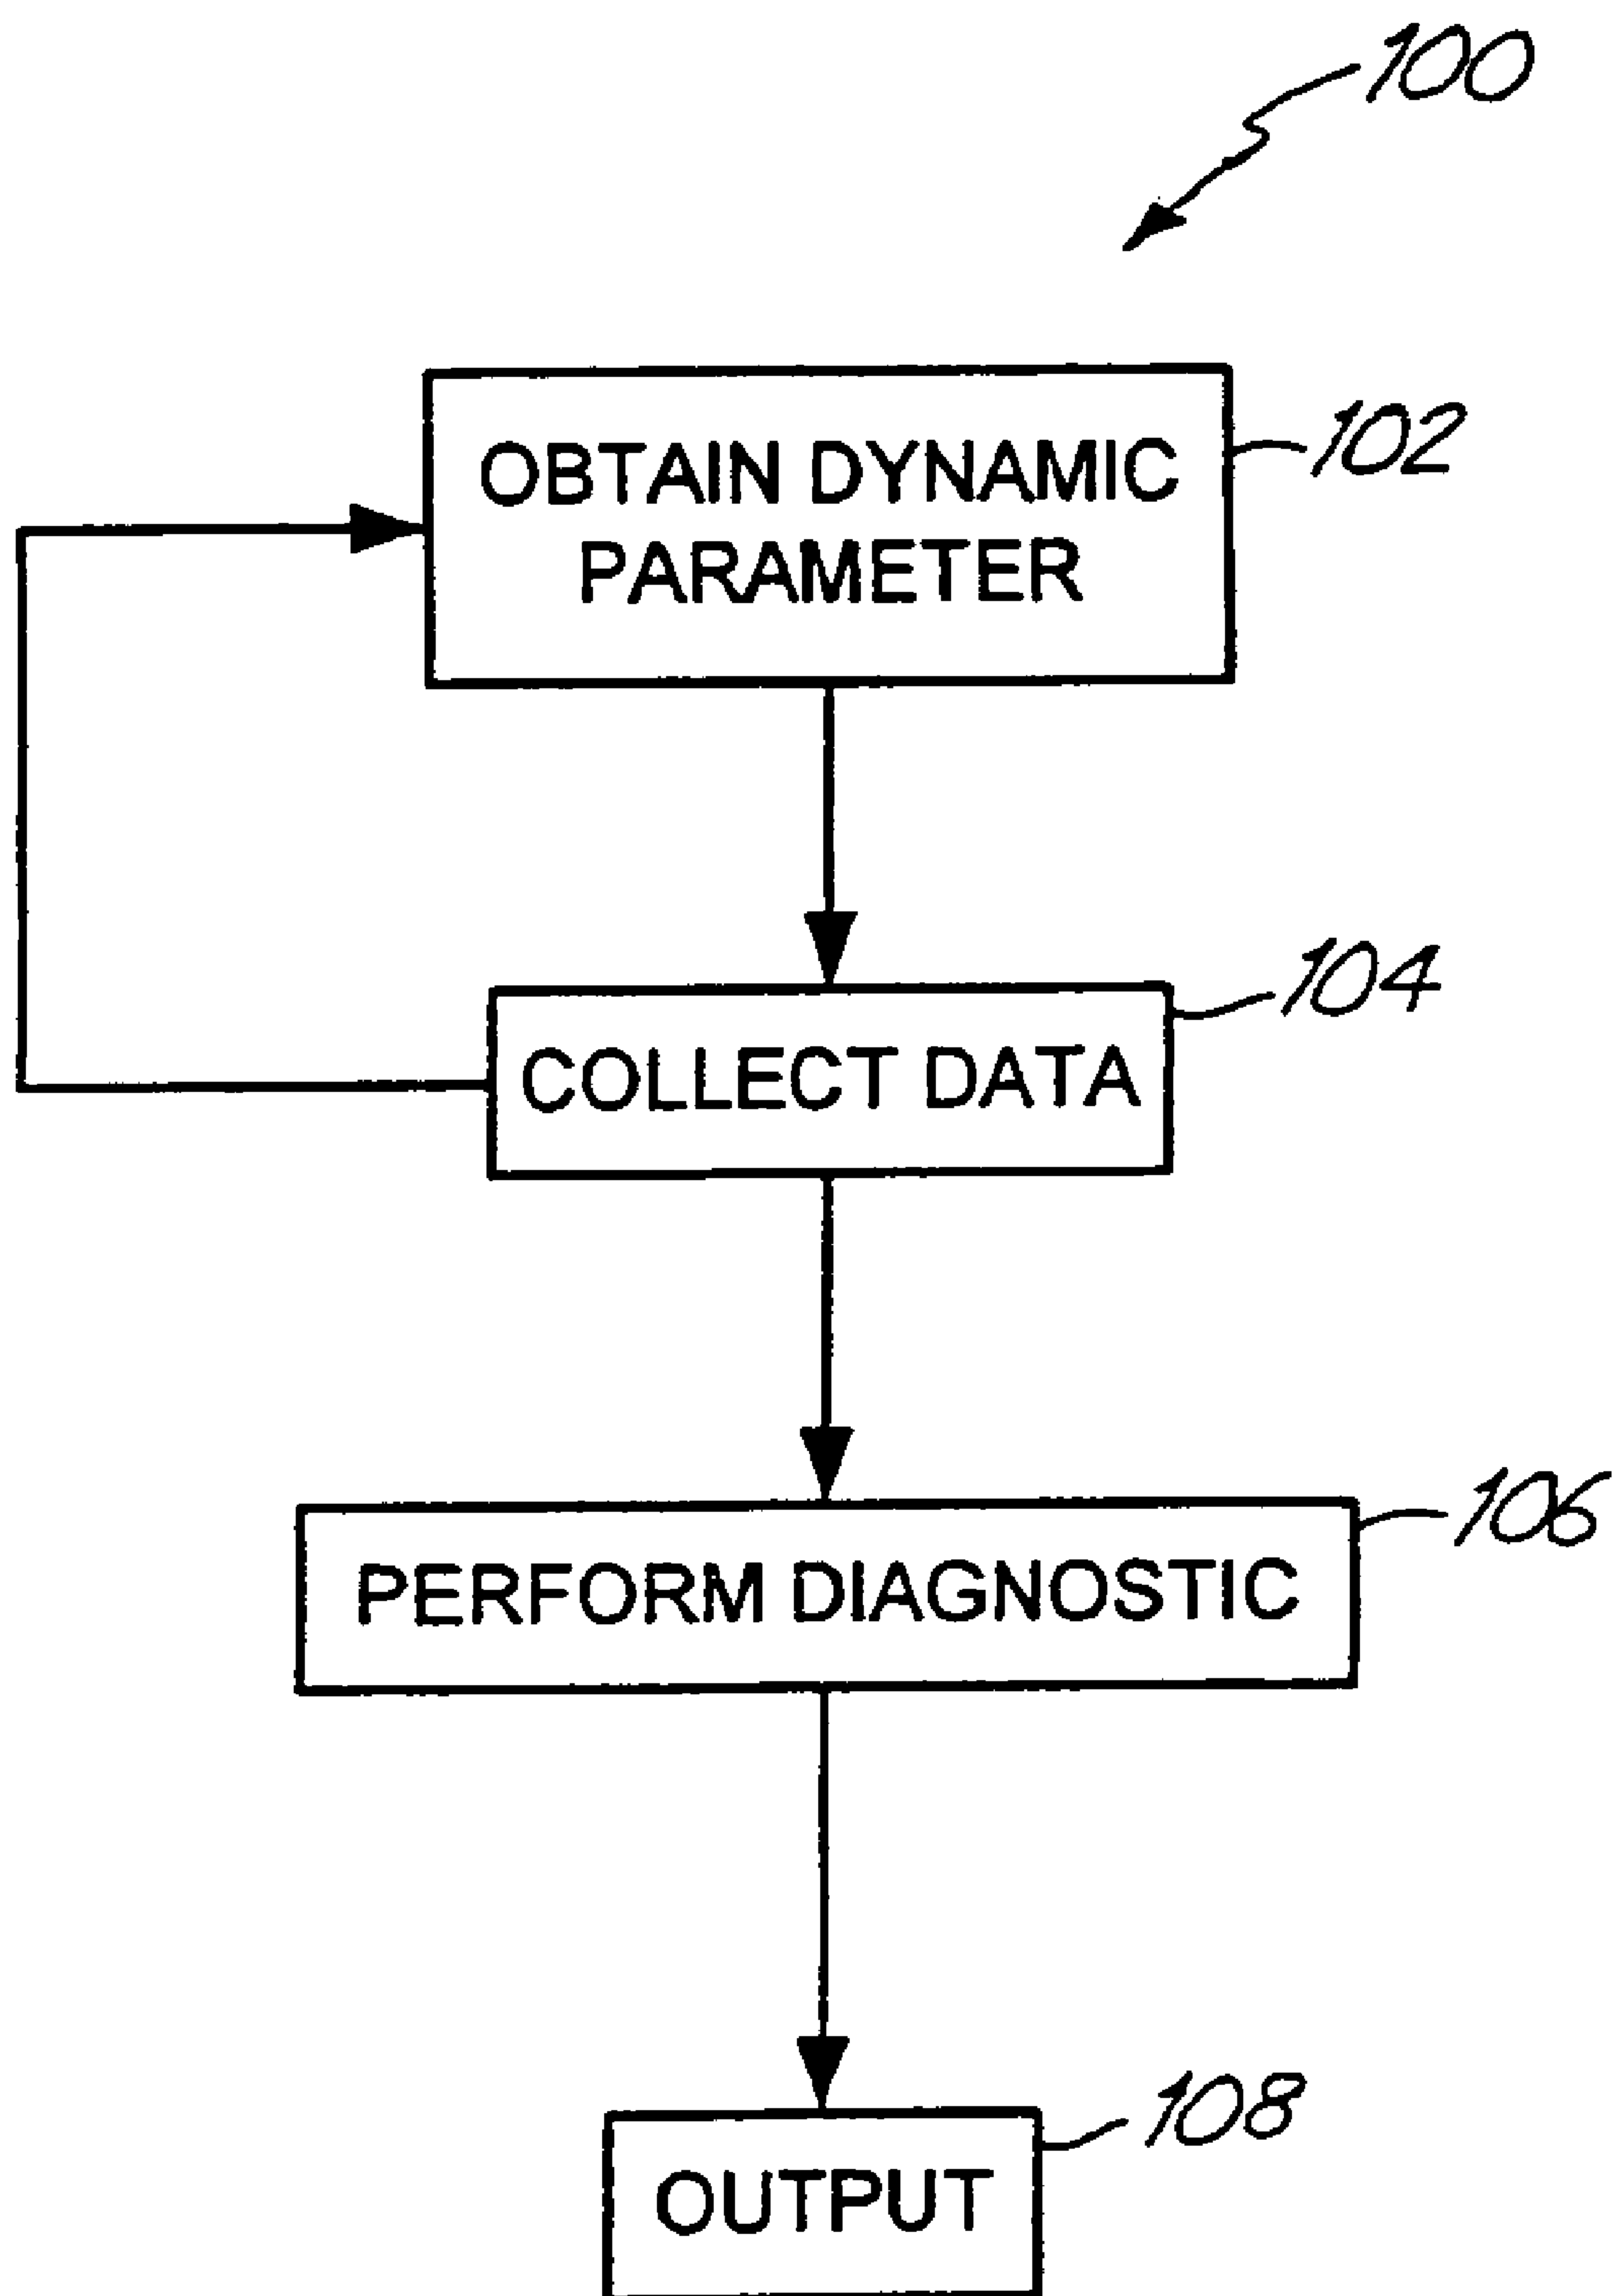 100
OBTAIN DYNAMIC
PARAMETER
102
COLLECT DATA
104
PERFORM DIAGNOSTIC
106
OUTPUT
108